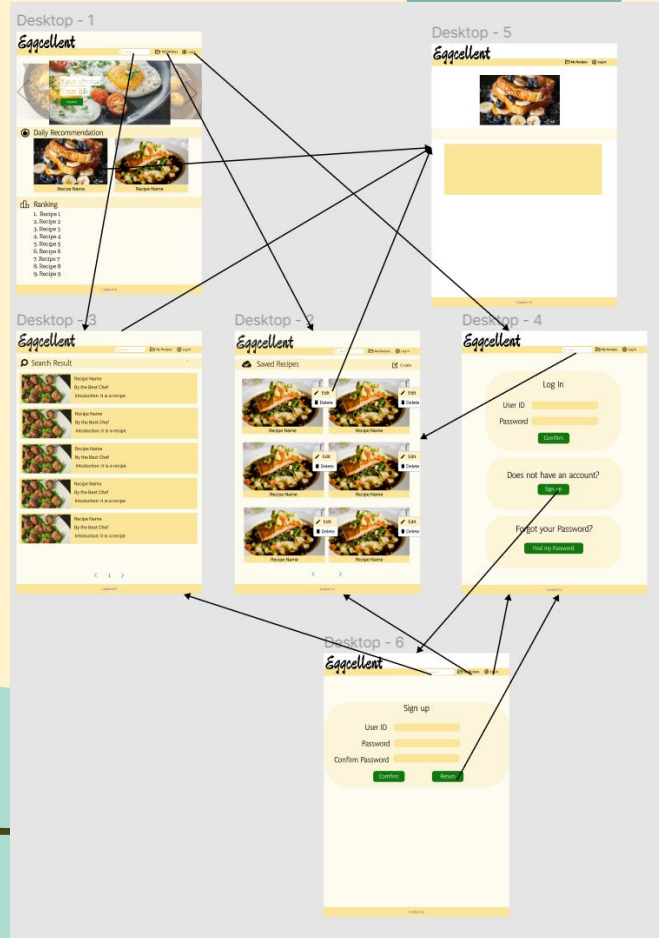 Desktop - 1
Eggcellent
My Recipes
Log in
Daily Recommendation
Recipe Name
Recipe Name
Ranking
1. Recipe 1
2. Recipe 2
3. Recipe 3
4. Recipe 4
5. Recipe 5
6. Recipe 6
7. Recipe 7
8. Recipe 8
9. Recipe 9
Desktop - 5
Eggcellent
My Recipes
Log in
Desktop - 3
Eggcellent
My Recipes
Log in
Search Result
Recipe Name
By the Best Chef
Introduction: It is a recipe
Recipe Name
By the Best Chef
Introduction: It is a recipe
Recipe Name
By the Best Chef
Introduction: It is a recipe
Recipe Name
By the Best Chef
Introduction: It is a recipe
Recipe Name
By the Best Chef
Introduction: It is a recipe
< 1 >
Desktop - 2
Eggcellent
My Recipes
Log in
Saved Recipes
Create
Edit
Delete
Edit
Delete
Recipe Name
Recipe Name
Edit
Delete
Edit
Delete
Recipe Name
Recipe Name
Edit
Delete
Edit
Delete
Recipe Name
Recipe Name
< >
Desktop - 4
Eggcellent
My Recipes
Log in
Log In
User ID
Password
Confirm
Does not have an account?
Sign up
Forgot your Password?
Find my Password
Desktop - 6
Eggcellent
Sign up
User ID
Password
Confirm Password
Confirm
Return